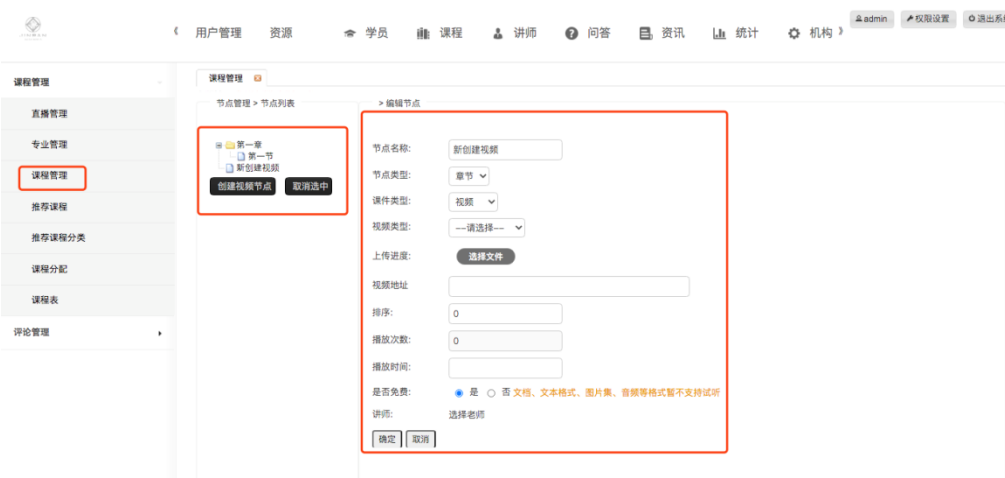 admin 权限设置 退出系
《 用户管理 资源 学员 课程 讲师 问答 资讯 统计 机构 》
课程管理
直播管理
专业管理
课程管理
推荐课程
推荐课程分类
课程分配
课程表
评论管理
课程管理
节点管理 > 节点列表
第一章
第一节
新创建视频
创建视频节点 取消选中
> 编辑节点
节点名称: 新创建视频
节点类型: 章节
课件类型: 视频
视频类型: ---请选择---
上传进度: 选择文件
视频地址
排序: 0
播放次数: 0
播放时间:
是否免费: 是 否 文档、文本格式、图片集、音频等格式暂不支持试听
讲师: 选择老师
确定 取消